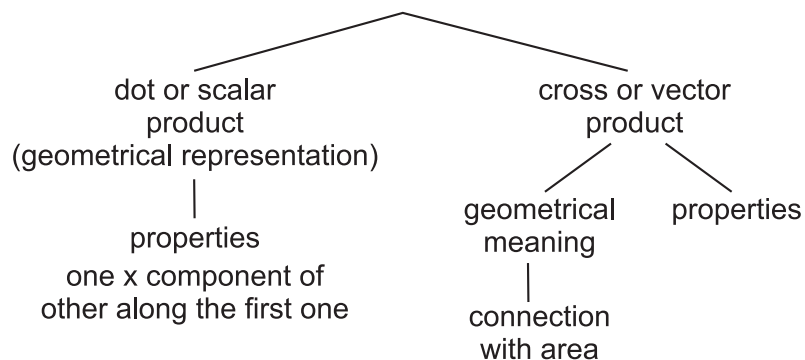 dot or scalar
product
(geometrical representation)
properties
one x component of
other along the first one
cross or vector
product
geometrical
meaning
properties
connection
with area